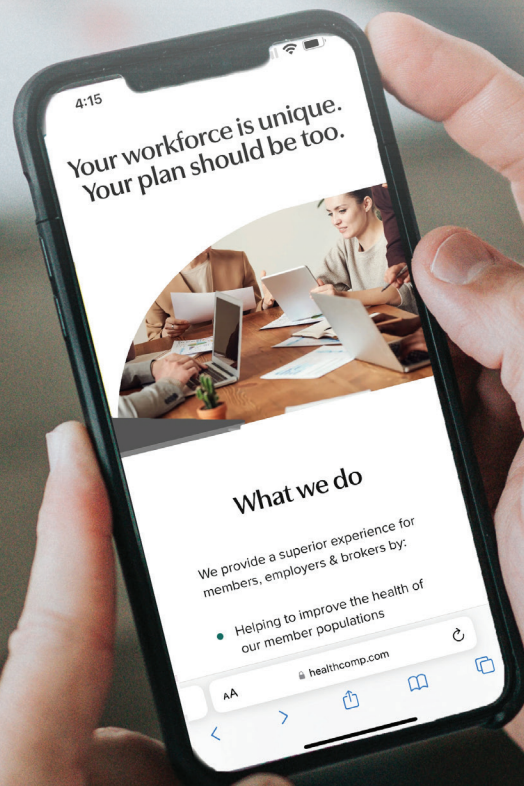 4:15
Your workforce is unique.
Your plan should be too.
What we do
We provide a superior experience for
members, employers & brokers by:
Helping to improve the health of
our member populations
AA
healthcomp.com